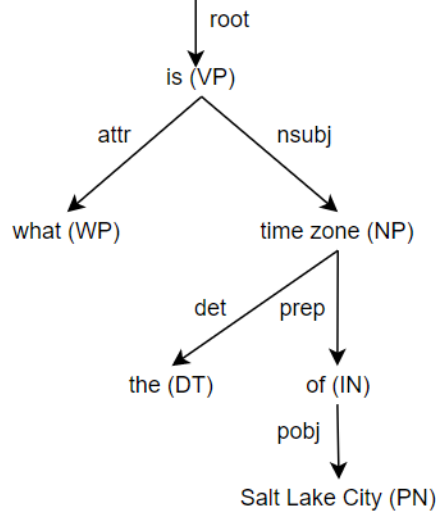 root
is (VP)
attr nsubj
what (WP) time zone (NP)
det prep
the (DT) of (IN)
pobj
Salt Lake City (PN)